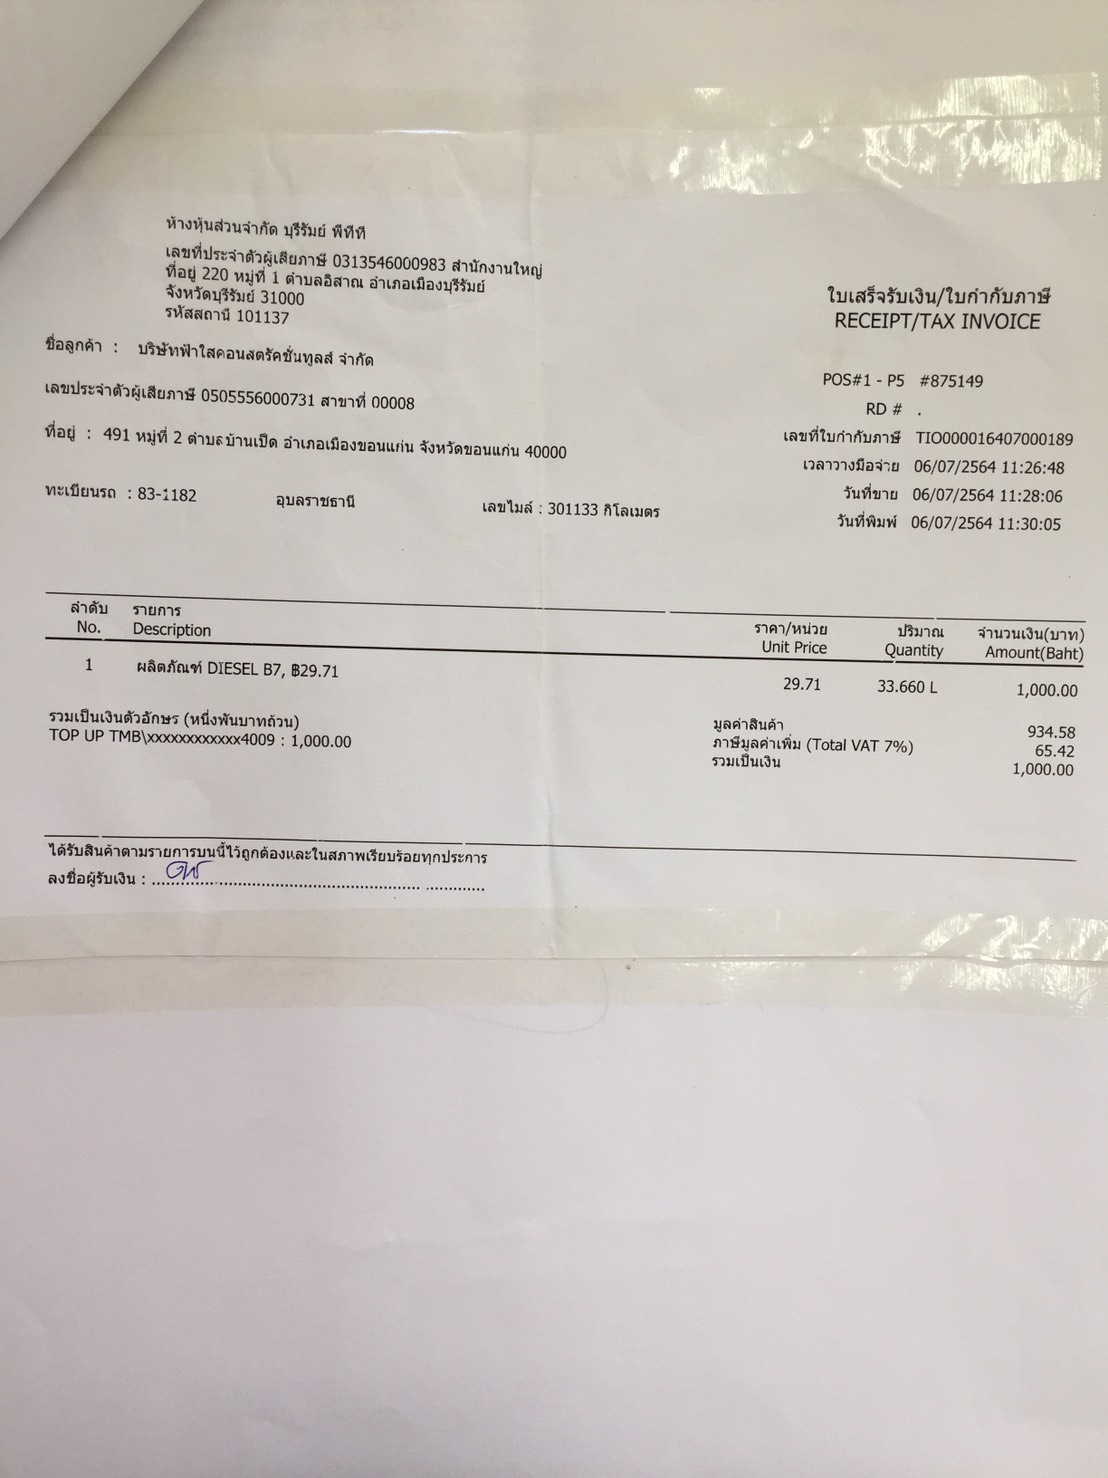 ห้างหุ้นส่วนจำกัด บุรีรัมย์ พีทีที
เลขที่ประจำตัวผู้เสียภาษี 0313546000983 สำนักงานใหญ่
ที่อยู่ 220 หมู่ที่ 1 ตำบลอิสาณ อำเภอเมืองบุรีรัมย์
จังหวัดบุรีรัมย์ 31000
รหัสสถานี 101137
ใบเสร็จรับเงิน/ใบกำกับภาษี
RECEIPT/TAX INVOICE
ชื่อลูกค้า : บริษัทฟ้าใสคอนสตรัคชั่นทูลส์ จำกัด
เลขประจำตัวผู้เสียภาษี 0505556000731 สาขาที่ 00008
ที่อยู่ : 491 หมู่ที่ 2 ตำบลบ้านเป็ด อำเภอเมืองขอนแก่น จังหวัดขอนแก่น 40000
ทะเบียนรถ : 83-1182 อุบลราชธานี เลขไมล์ : 301133 กิโลเมตร
POS#1 - P5 #875149
RD # .
เลขที่ใบกำกับภาษี TIO000016407000189
เวลาวางมือจ่าย 06/07/2564 11:26:48
วันที่ขาย 06/07/2564 11:28:06
วันที่พิมพ์ 06/07/2564 11:30:05
ลำดับ รายการ ราคา/หน่วย ปริมาณ จำนวนเงิน(บาท)
No. Description Unit Price Quantity Amount(Baht)
1 ผลิตภัณฑ์ DIESEL B7, ฿29.71 29.71 33.660 L 1,000.00
รวมเป็นเงินตัวอักษร (หนึ่งพันบาทถ้วน)
TOP UP TMB\xxxxxxxxxxxx4009 : 1,000.00
มูลค่าสินค้า 934.58
ภาษีมูลค่าเพิ่ม (Total VAT 7%) 65.42
รวมเป็นเงิน 1,000.00
ได้รับสินค้าตามรายการบนนี้ไว้ถูกต้องและในสภาพเรียบร้อยทุกประการ
ลงชื่อผู้รับเงิน : ....................................................................